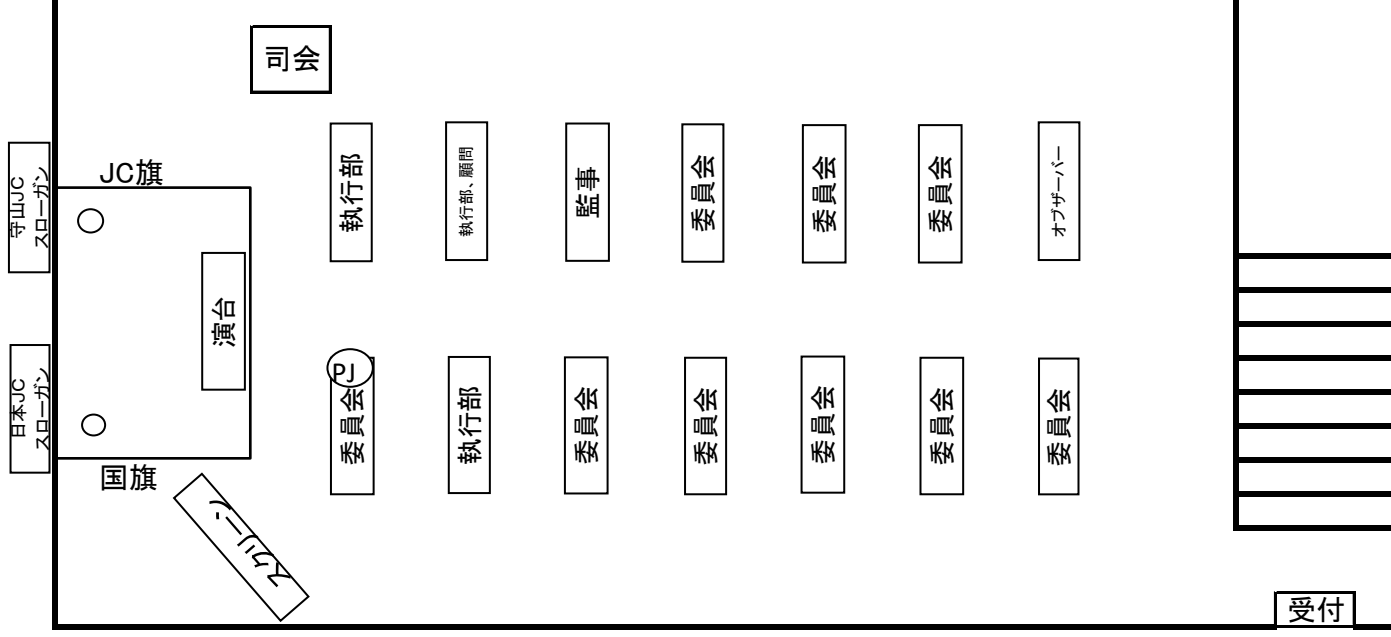 司会
JC旗
守山JC
スローガン
執行部
執行部、顧問
監事
委員会
委員会
委員会
オブザーバー
演台
日本JC
スローガン
PJ
委員会
執行部
委員会
委員会
委員会
委員会
委員会
国旗
スクリーン
受付